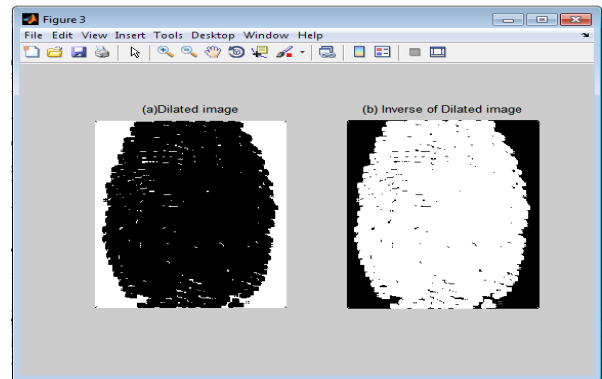 Figure 3
File Edit View Insert Tools Desktop Window Help
(a)Dilated image
(b) Inverse of Dilated image